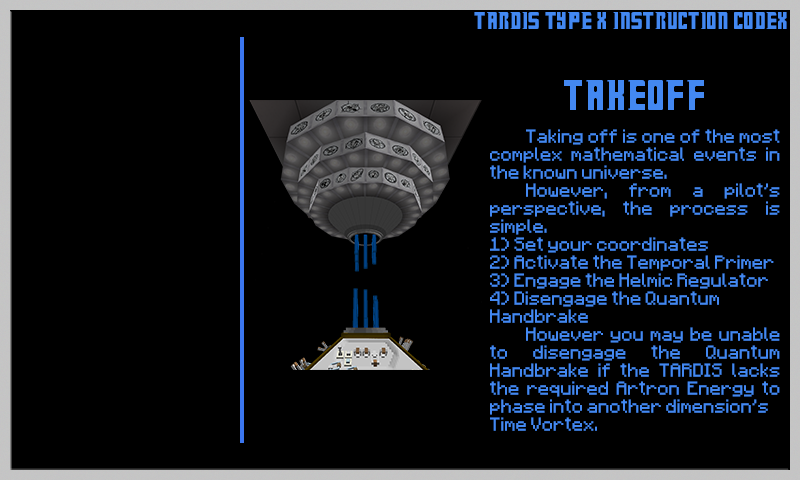 TARDIS TYPE X INSTRUCTION CODEX
TAKEOFF
Taking off is one of the most
complex mathematical events in
the known universe.
However, from a pilot's
perspective, the process is
simple.
1) Set your coordinates
2) Activate the Temporal Primer
3) Engage the Helmic Regulator
4) Disengage the Quantum
Handbrake
However you may be unable
to disengage the Quantum
Handbrake if the TARDIS lacks
the required Artron Energy to
phase into another dimension's
Time Vortex.